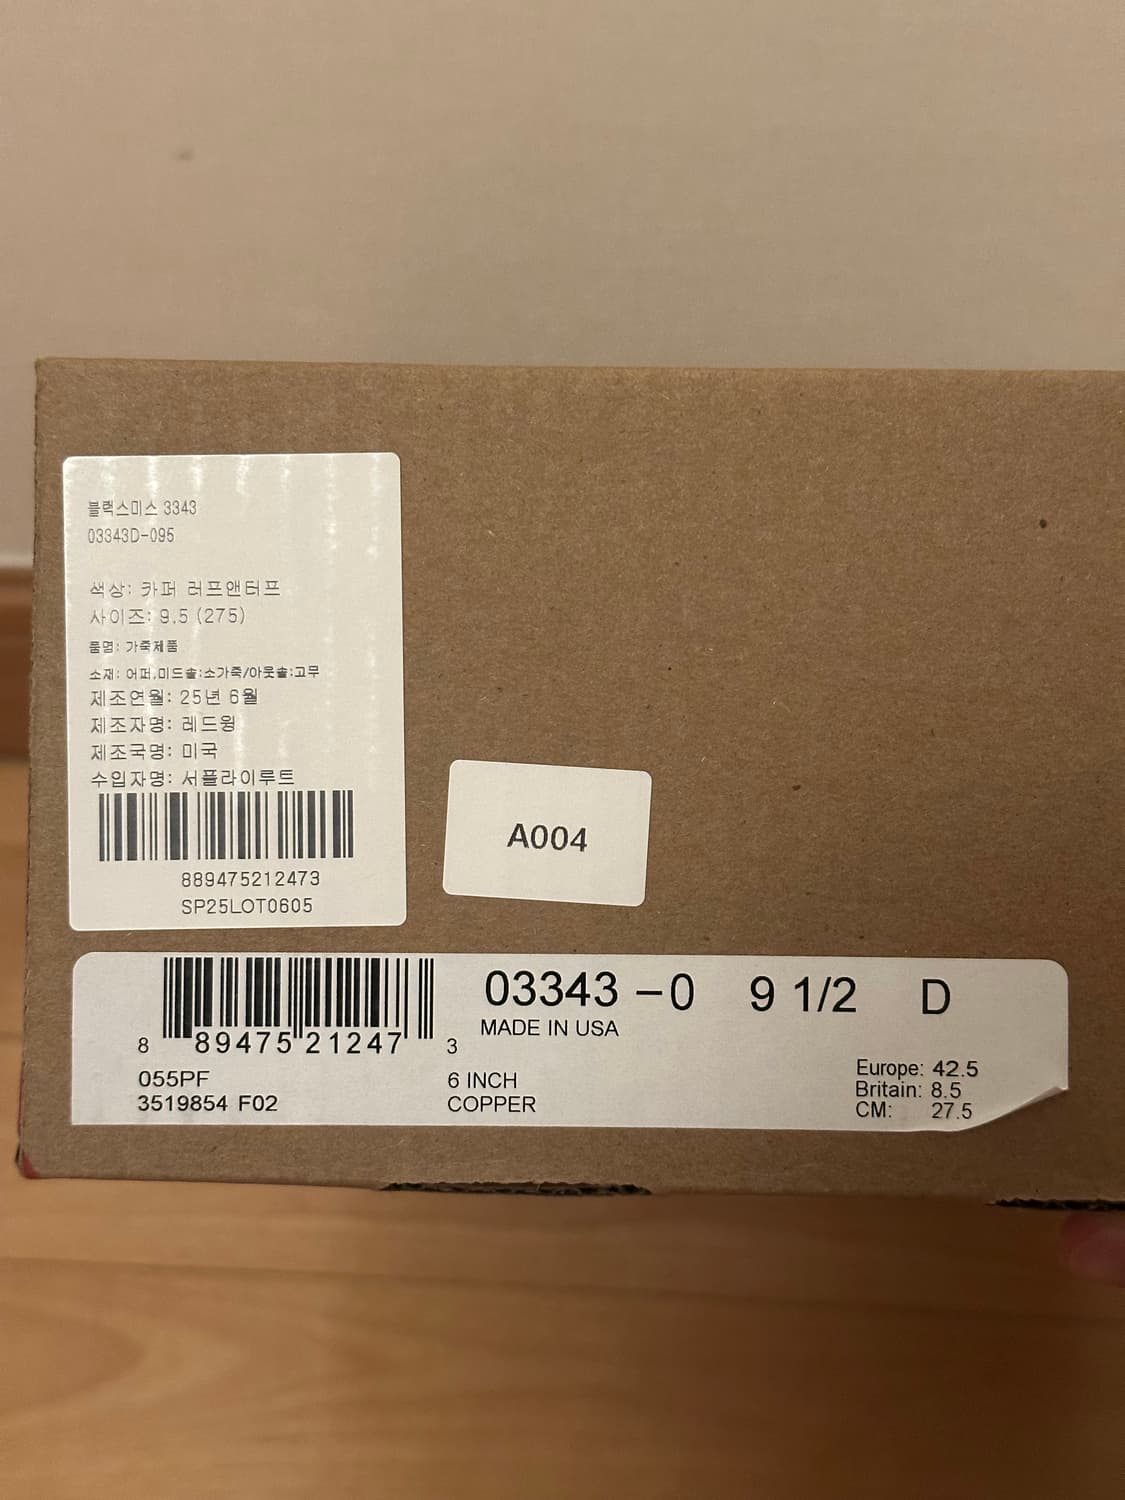 블랙스미스 3343
03343D-095
색상: 카퍼 러프앤터프
사이즈: 9.5 (275)
품명: 가죽제품
소재: 어퍼,미드솔:소가죽/아웃솔:고무
제조연월: 25년 6월
제조자명: 레드윙
제조국명: 미국
수입자명: 서플라이루트
889475212473
SP25LOT0605
A004
03343 -0 9 1/2 D
MADE IN USA
8 89475 21247 3
055PF
3519854 F02
6 INCH
COPPER
Europe: 42.5
Britain: 8.5
CM: 27.5